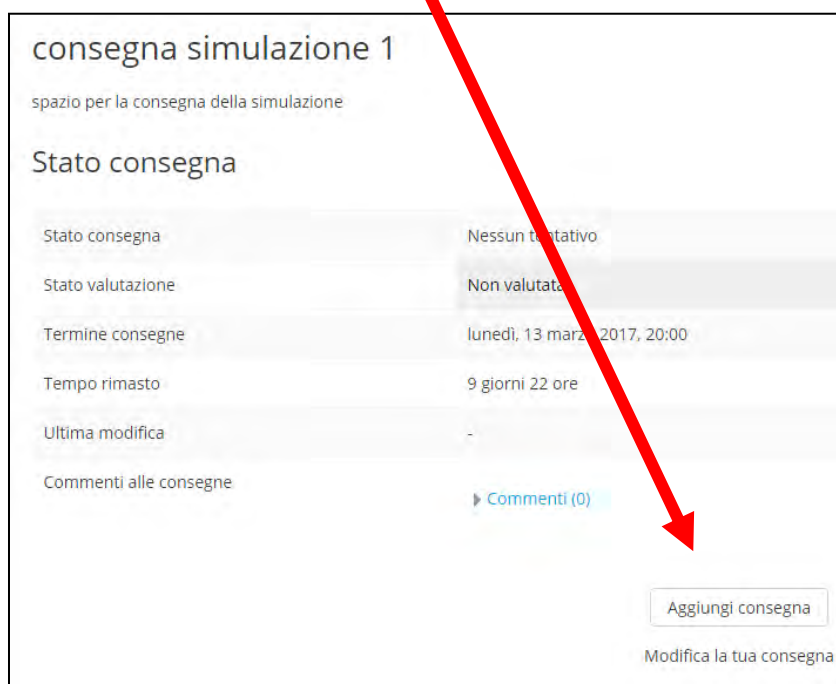 consegna simulazione 1
spazio per la consegna della simulazione
Stato consegna
Stato consegna Nessun tentativo
Stato valutazione Non valutata
Termine consegne lunedì, 13 marzo 2017, 20:00
Tempo rimasto 9 giorni 22 ore
Ultima modifica -
Commenti alle consegne Commenti (0)
Aggiungi consegna
Modifica la tua consegna